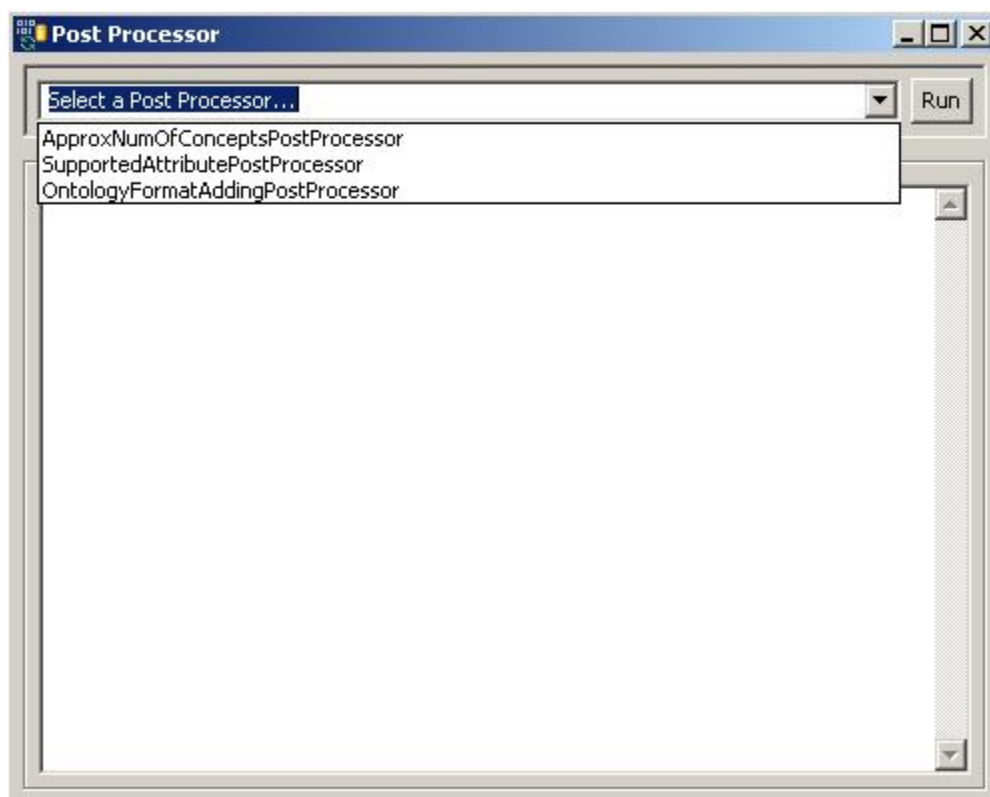 Post Processor
Select a Post Processor...
Run
ApproxNumOfConceptsPostProcessor
SupportedAttributePostProcessor
OntologyFormatAddingPostProcessor